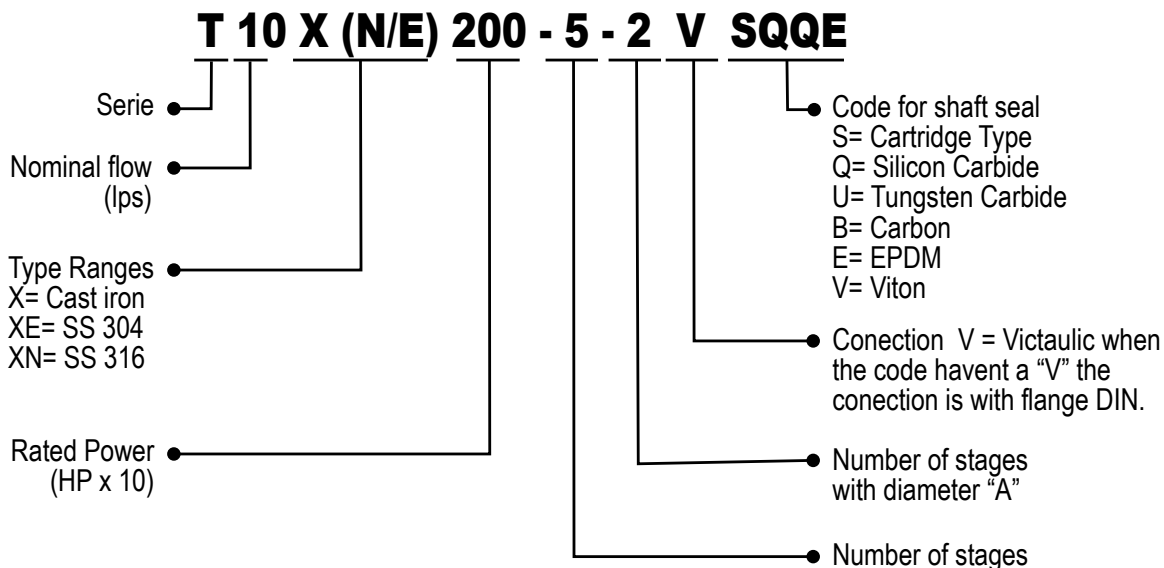 T 10 X (N/E) 200 - 5 - 2 V SQQE
Serie
Nominal flow
(lps)
Type Ranges
X= Cast iron
XE= SS 304
XN= SS 316
Rated Power
(HP x 10)
Code for shaft seal
S= Cartridge Type
Q= Silicon Carbide
U= Tungsten Carbide
B= Carbon
E= EPDM
V= Viton
Conection V = Victaulic when
the code havent a “V” the
conection is with flange DIN.
Number of stages
with diameter “A”
Number of stages